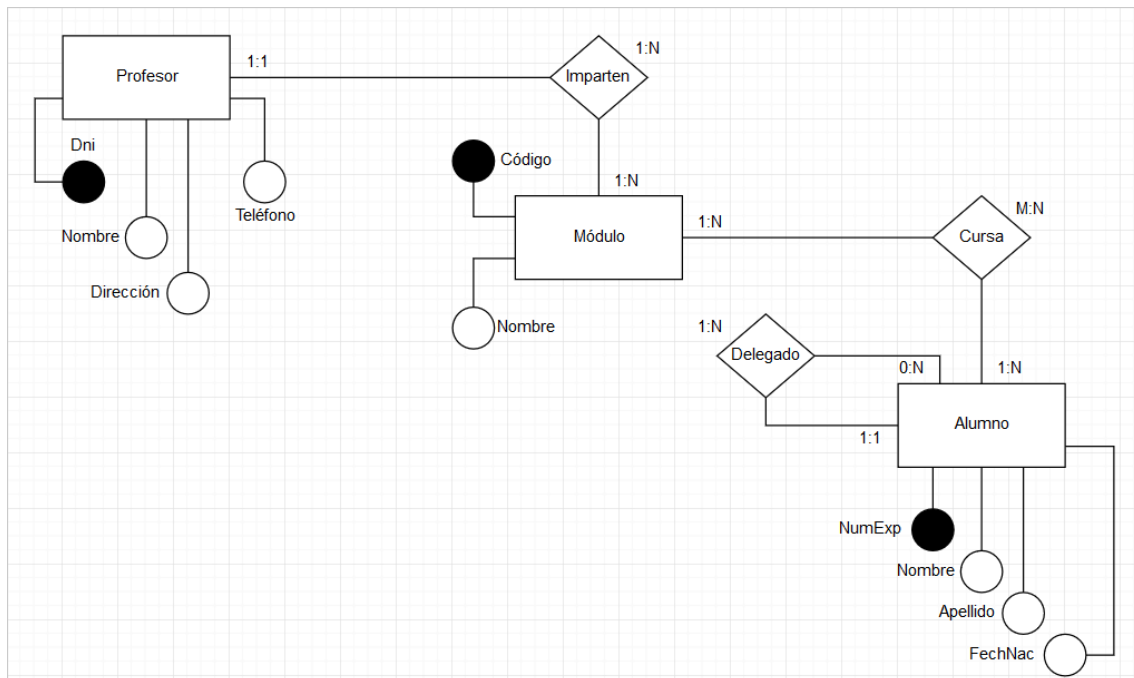 1:N
1:1
Profesor
Imparten
Dni
Código
1:N
Teléfono
M:N
1:N
Nombre
Módulo
Cursa
Dirección
1:N
Nombre
Delegado
0:N
1:N
Alumno
1:1
NumExp
Nombre
Apellido
FechNac